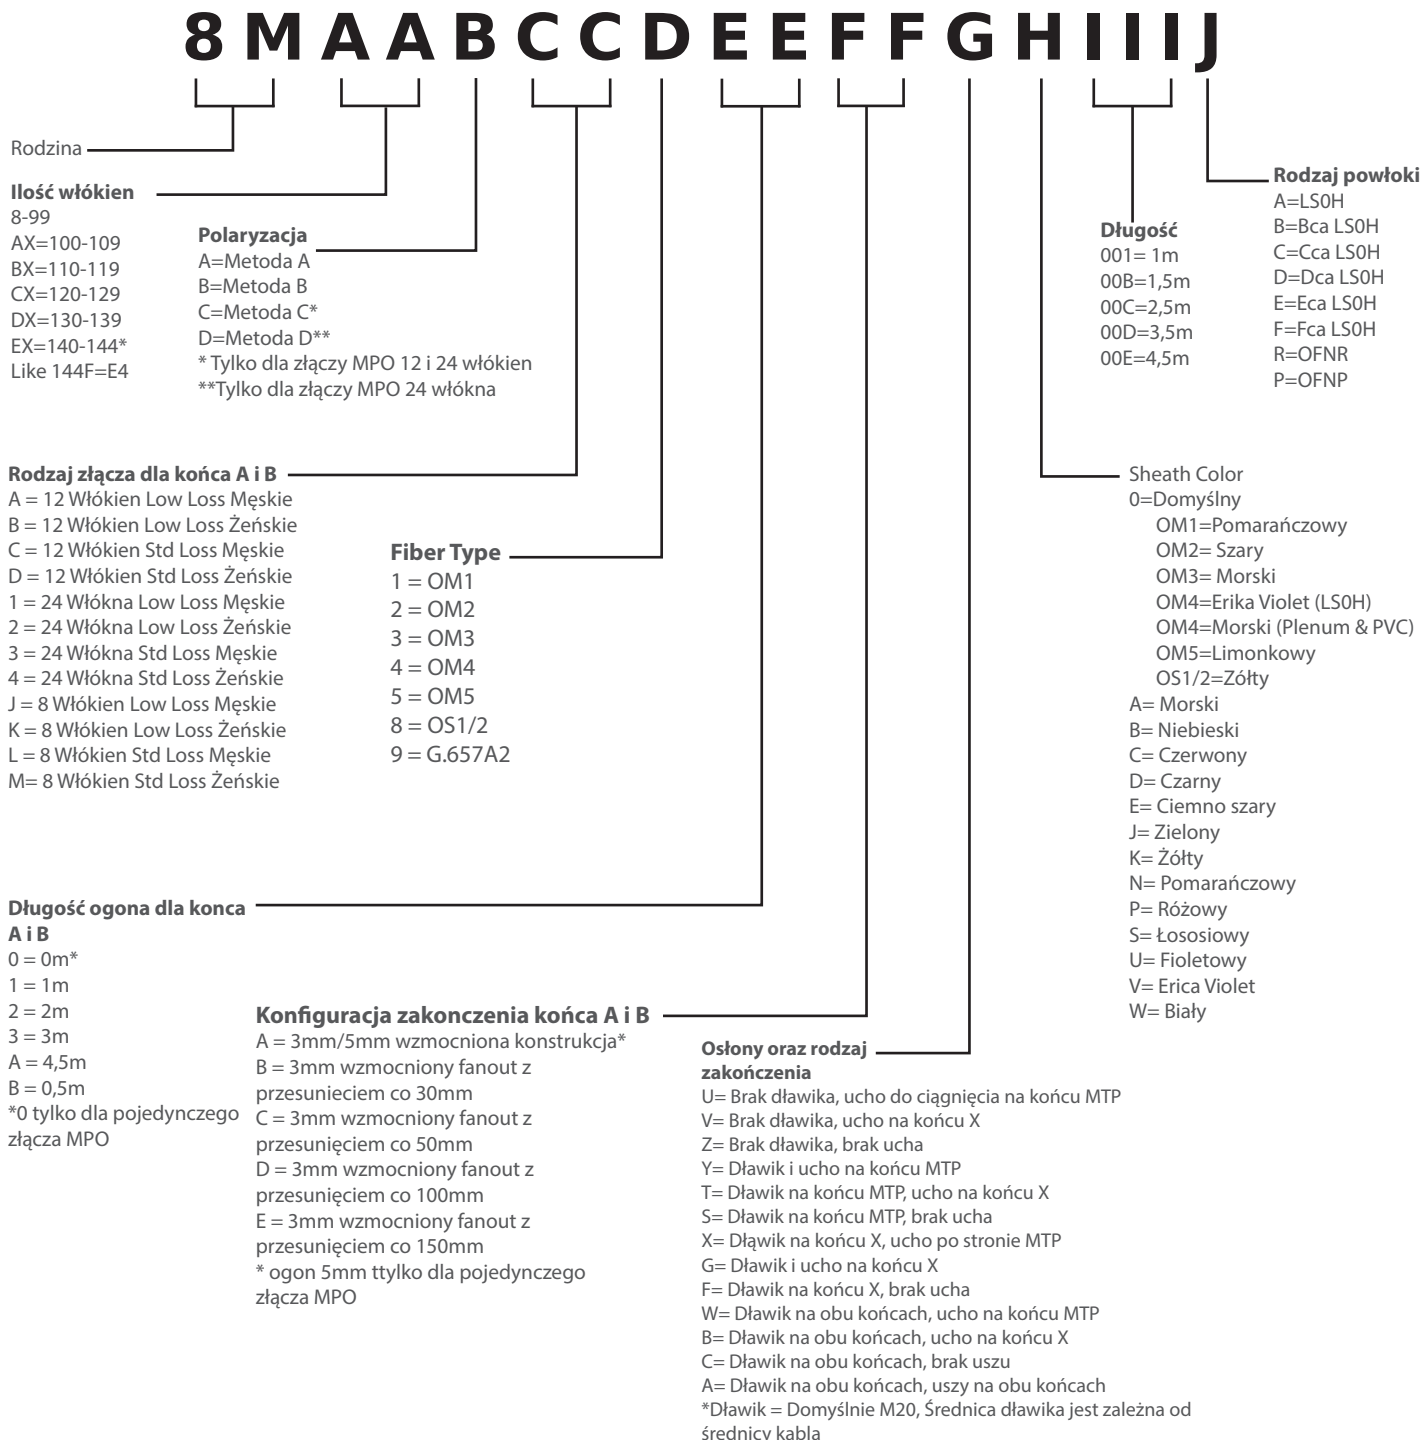 8 M A A B C C D E E F F G H I I I J
Rodzina
Ilość włókien
8-99
AX=100-109
BX=110-119
CX=120-129
DX=130-139
EX=140-144*
Like 144F=E4
Polaryzacja
A=Metoda A
B=Metoda B
C=Metoda C*
D=Metoda D**
* Tylko dla złączy MPO 12 i 24 włókien
**Tylko dla złączy MPO 24 włókna
Długość
001= 1m
00B=1,5m
00C=2,5m
00D=3,5m
00E=4,5m
Rodzaj powłoki
A=LS0H
B=Bca LS0H
C=Cca LS0H
D=Dca LS0H
E=Eca LS0H
F=Fca LS0H
R=OFNR
P=OFNP
Rodzaj złącza dla końca A i B
A = 12 Włókien Low Loss Męskie
B = 12 Włókien Low Loss Żeńskie
C = 12 Włókien Std Loss Męskie
D = 12 Włókien Std Loss Żeńskie
1 = 24 Włókna Low Loss Męskie
2 = 24 Włókna Low Loss Żeńskie
3 = 24 Włókna Std Loss Męskie
4 = 24 Włókna Std Loss Żeńskie
J = 8 Włókien Low Loss Męskie
K = 8 Włókien Low Loss Żeńskie
L = 8 Włókien Std Loss Męskie
M= 8 Włókien Std Loss Żeńskie
Fiber Type
1 = OM1
2 = OM2
3 = OM3
4 = OM4
5 = OM5
8 = OS1/2
9 = G.657A2
Sheath Color
0=Domyślny
OM1=Pomarańczowy
OM2= Szary
OM3= Morski
OM4=Erika Violet (LS0H)
OM4=Morski (Plenum & PVC)
OM5=Limonkowy
OS1/2=Zółty
A= Morski
B= Niebieski
C= Czerwony
D= Czarny
E= Ciemno szary
J= Zielony
K= Żółty
N= Pomarańczowy
P= Różowy
S= Łososiowy
U= Fioletowy
V= Erica Violet
W= Biały
Długość ogona dla konca
A i B
0 = 0m*
1 = 1m
2 = 2m
3 = 3m
A = 4,5m
B = 0,5m
*0 tylko dla pojedynczego
złącza MPO
Konfiguracja zakonczenia końca A i B
A = 3mm/5mm wzmocniona konstrukcja*
B = 3mm wzmocniony fanout z
przesunieciem co 30mm
C = 3mm wzmocniony fanout z
przesunięciem co 50mm
D = 3mm wzmocniony fanout z
przesunięciem co 100mm
E = 3mm wzmocniony fanout z
przesunięciem co 150mm
* ogon 5mm ttylko dla pojedynczego
złącza MPO
Osłony oraz rodzaj
zakończenia
U= Brak dławika, ucho do ciągnięcia na końcu MTP
V= Brak dławika, ucho na końcu X
Z= Brak dławika, brak ucha
Y= Dławik i ucho na końcu MTP
T= Dławik na końcu MTP, ucho na końcu X
S= Dławik na końcu MTP, brak ucha
X= Dłąwik na końcu X, ucho po stronie MTP
G= Dławik i ucho na końcu X
F= Dławik na końcu X, brak ucha
W= Dławik na obu końcach, ucho na końcu MTP
B= Dławik na obu końcach, ucho na końcu X
C= Dławik na obu końcach, brak uszu
A= Dławik na obu końcach, uszy na obu końcach
*Dławik = Domyślnie M20, Średnica dławika jest zależna od
średnicy kabla